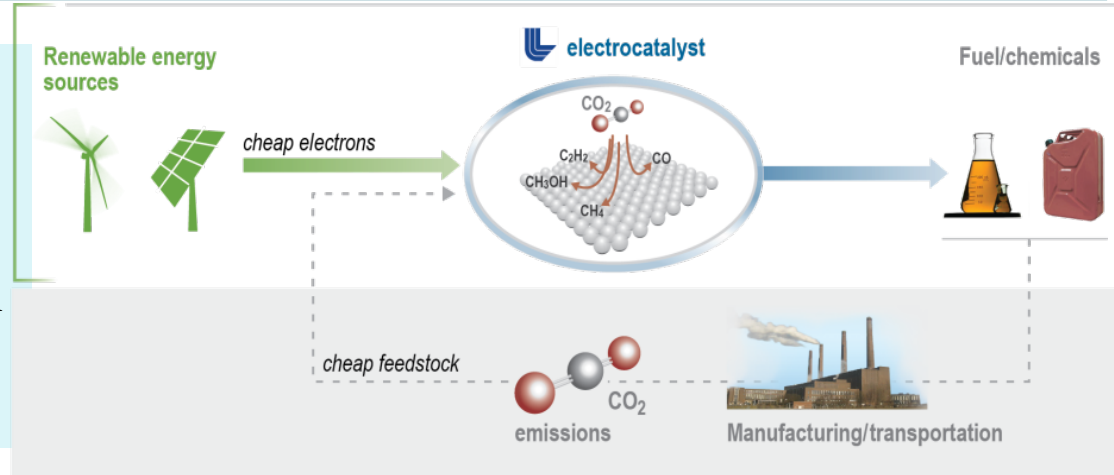 Renewable energy
sources
electrocatalyst
Fuel/chemicals
cheap electrons
CO₂
C₂H₂
CO
CH₃OH
CH₄
cheap feedstock
CO₂
emissions
Manufacturing/transportation